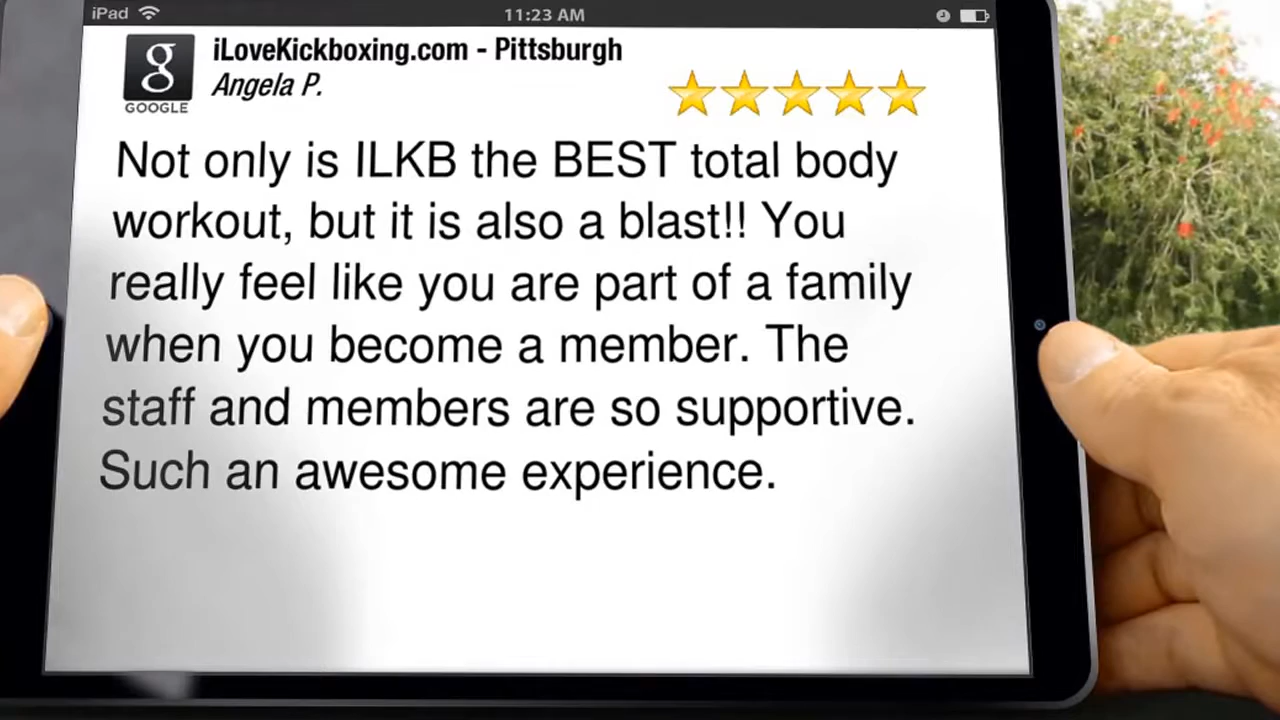 iPad 11:23 AM
g iLoveKickboxing.com - Pittsburgh
Angela P.
GOOGLE
Not only is ILKB the BEST total body
workout, but it is also a blast!! You
really feel like you are part of a family
when you become a member. The
staff and members are so supportive.
Such an awesome experience.